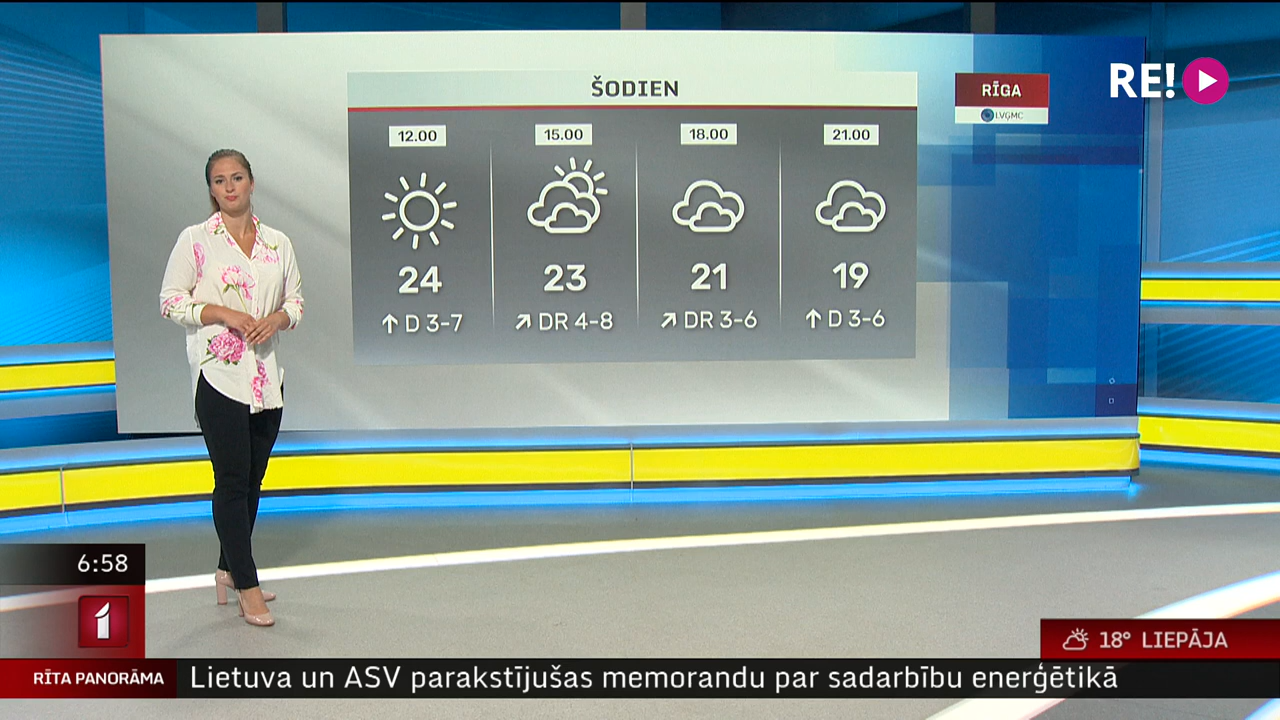 RE!
ŠODIEN
RĪGA
LVĢMC
12.00
15.00
18.00
21.00
24
23
21
19
D 3-7
DR 4-8
DR 3-6
D 3-6
6:58
1
18° LIEPĀJA
RĪTA PANORĀMA
Lietuva un ASV parakstījušas memorandu par sadarbību enerģētikā